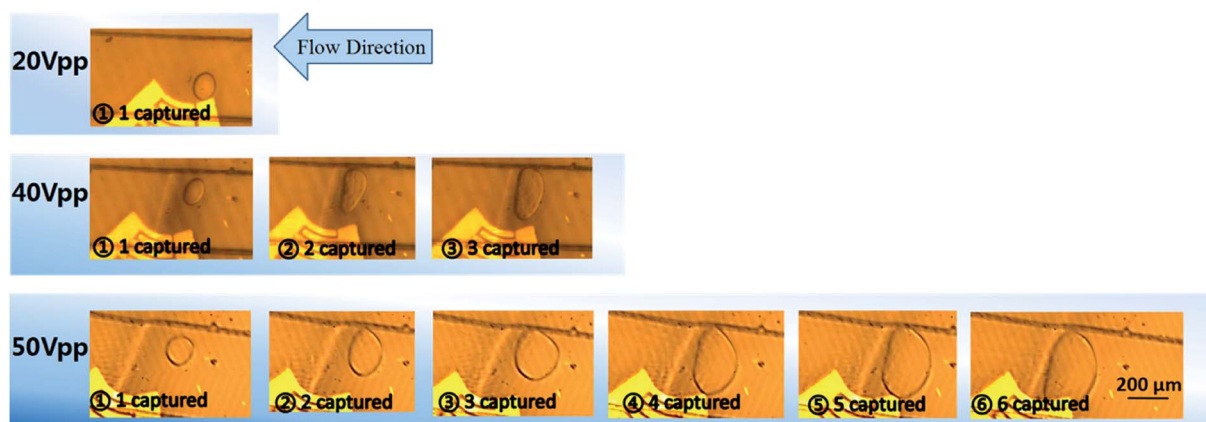 20Vpp
Flow Direction
① 1 captured
40Vpp
① 1 captured
② 2 captured
③ 3 captured
50Vpp
① 1 captured
② 2 captured
③ 3 captured
④ 4 captured
⑤ 5 captured
⑥ 6 captured
200 μm